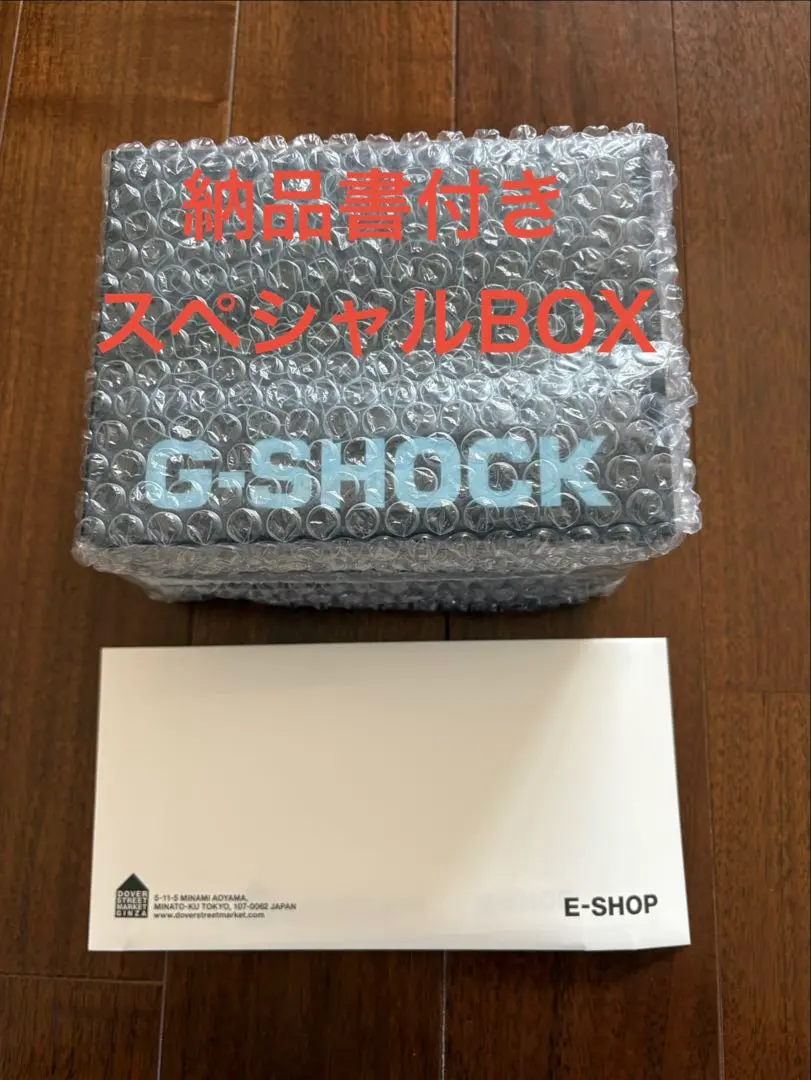 納品書付き
スペシャルBOX
G-SHOCK
DOVER
STREET
MARKET
GINZA
5-11-5 MINAMI AOYAMA,
MINATO-KU TOKYO, 107-0062 JAPAN
www.doverstreetmarket.com
E-SHOP